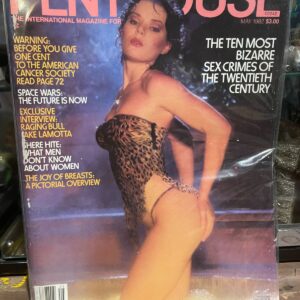 PENTHOUSE
THE INTERNATIONAL MAGAZINE FOR
MAY 1982 $3.00
WARNING:
BEFORE YOU GIVE
ONE CENT
TO THE AMERICAN
CANCER SOCIETY
READ PAGE 72
SPACE WARS:
THE FUTURE IS NOW
EXCLUSIVE
INTERVIEW:
RAGING BULL
JAKE LAMOTTA
SHERE HITE:
WHAT MEN
DON'T KNOW
ABOUT WOMEN
THE JOY OF BREASTS:
A PICTORIAL OVERVIEW
THE TEN MOST
BIZARRE
SEX CRIMES OF
THE TWENTIETH
CENTURY